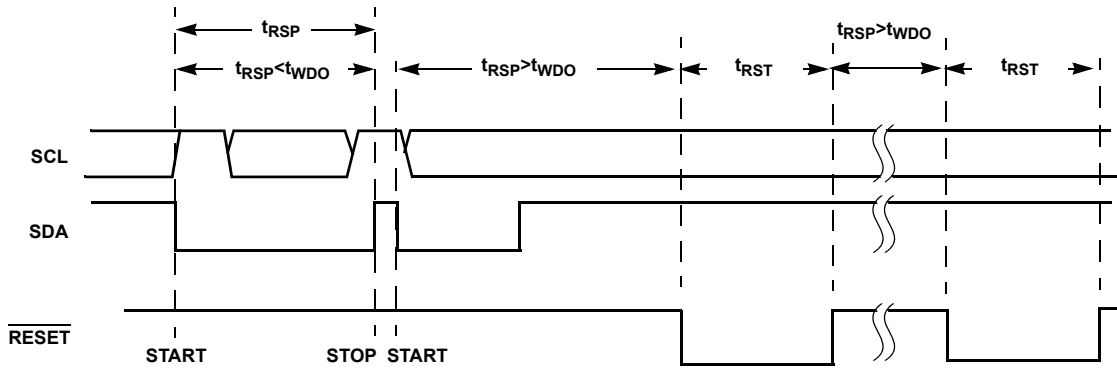 tRSP
tRSP<tWDO
tRSP>tWDO
tRST
tRSP>tWDO
tRST
SCL
SDA
RESET
START
STOP
START